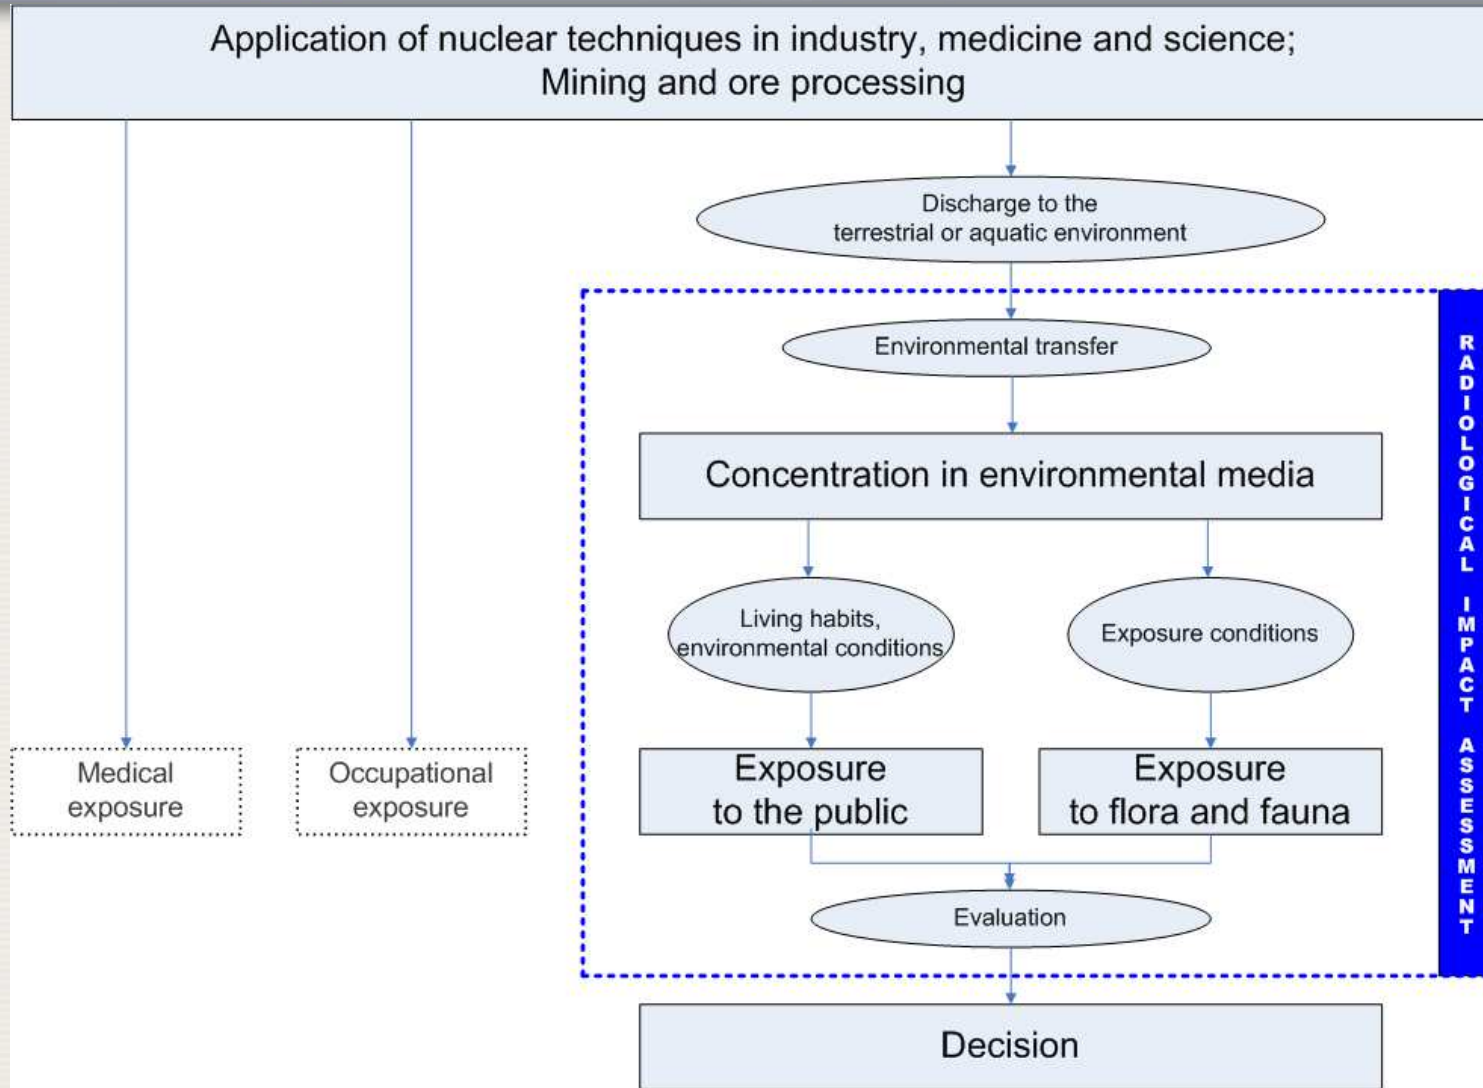 Application of nuclear techniques in industry, medicine and science;
Mining and ore processing
Discharge to the
terrestrial or aquatic environment
Environmental transfer
Concentration in environmental media
Living habits,
environmental conditions
Exposure conditions
Medical
exposure
Occupational
exposure
Exposure
to the public
Exposure
to flora and fauna
Evaluation
Decision
RADIOLOGICAL IMPACT ASSESSMENT